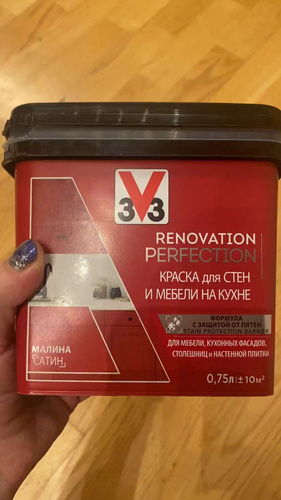 V
33
RENOVATION
PERFECTION
КРАСКА для СТЕН
И МЕБЕЛИ НА КУХНЕ
ФОРМУЛА
С ЗАЩИТОЙ ОТ ПЯТЕН
STAIN PROTECTION BARRIER
ДЛЯ МЕБЕЛИ, КУХОННЫХ ФАСАДОВ,
СТОЛЕШНИЦ И НАСТЕННОЙ ПЛИТКИ
МАЛИНА
САТИН
0,75л | ±10м²